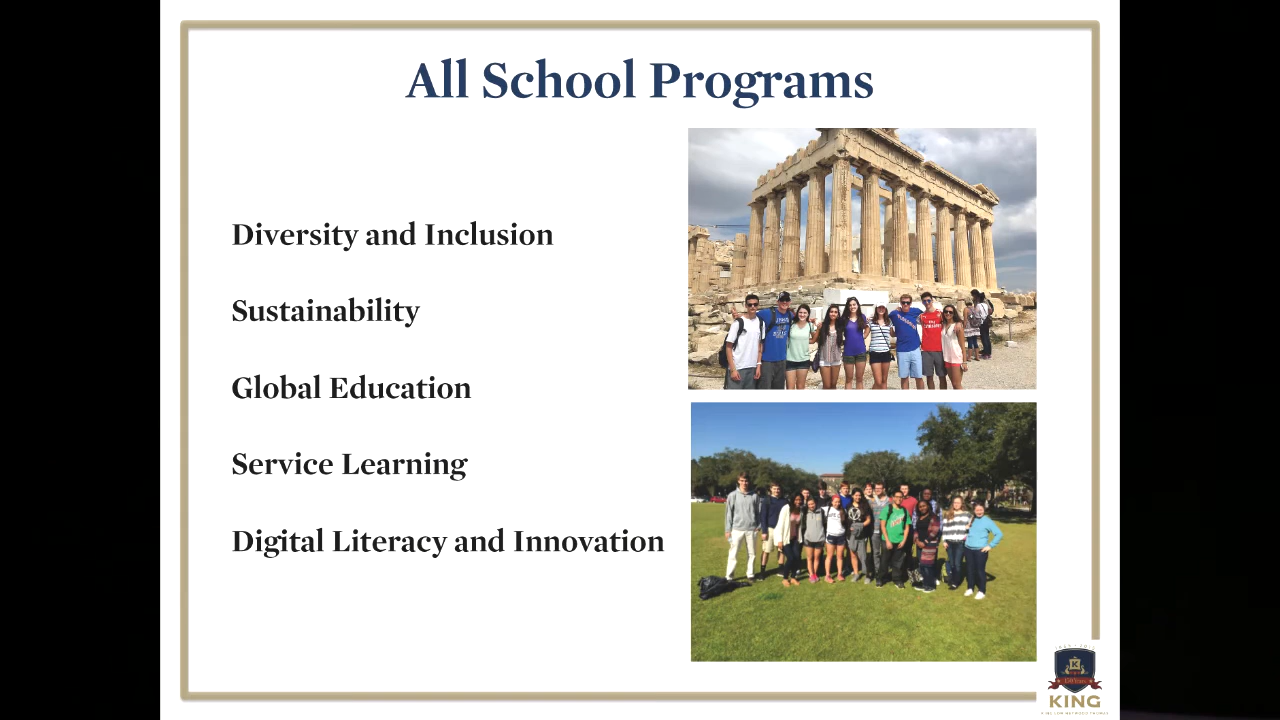 All School Programs
Diversity and Inclusion
Sustainability
Global Education
Service Learning
Digital Literacy and Innovation
KING